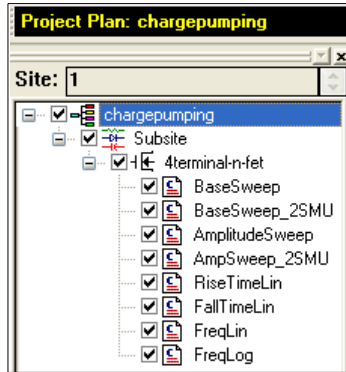 Project Plan: chargepumping
Site: 1
chargepumping
Subsite
4terminal-n-fet
BaseSweep
BaseSweep_2SMU
AmplitudeSweep
AmpSweep_2SMU
RiseTimeLin
FallTimeLin
FreqLin
FreqLog